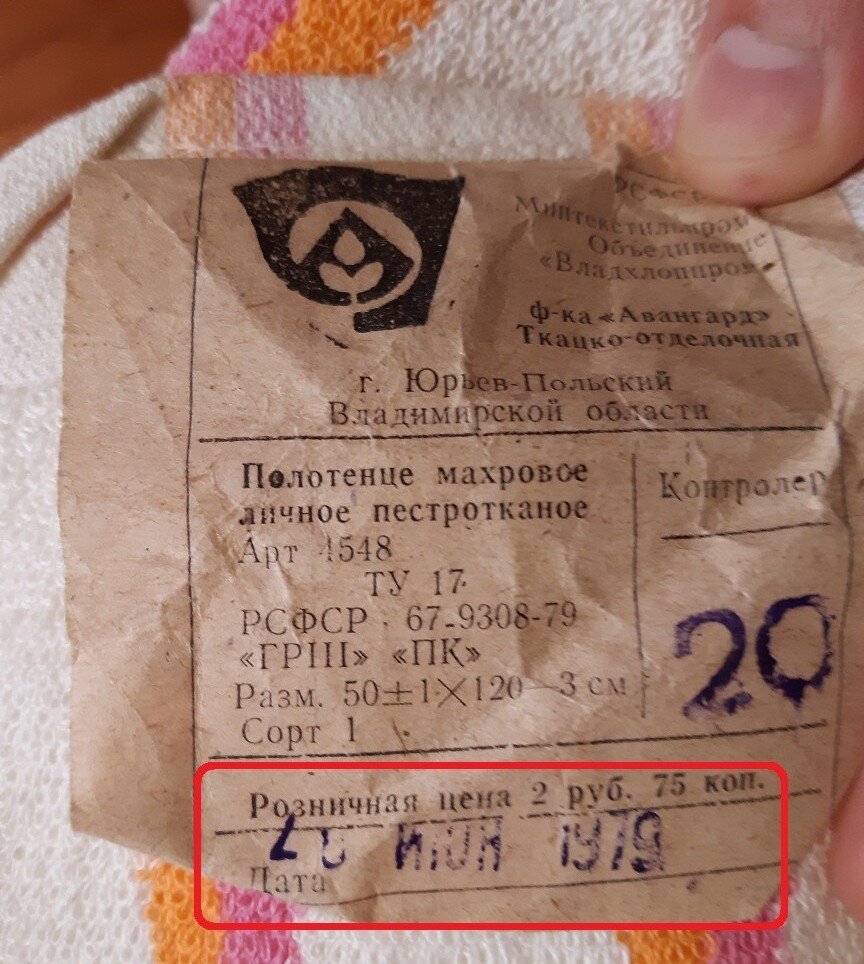 РСФСР
Минтекстильпром
Объединение
«Владхлоппром»
ф-ка «Авангард»
Ткацко-отделочная
г. Юрьев-Польский
Владимирской области
Полотенце махровое
личное пестротканое
Арт 4548
ТУ 17
РСФСР 67-9308-79
«ГРIII» «ПК»
Разм. 50±1×120—3 см
Сорт 1
Контролер
20
Розничная цена 2 руб. 75 коп.
1979
Дата